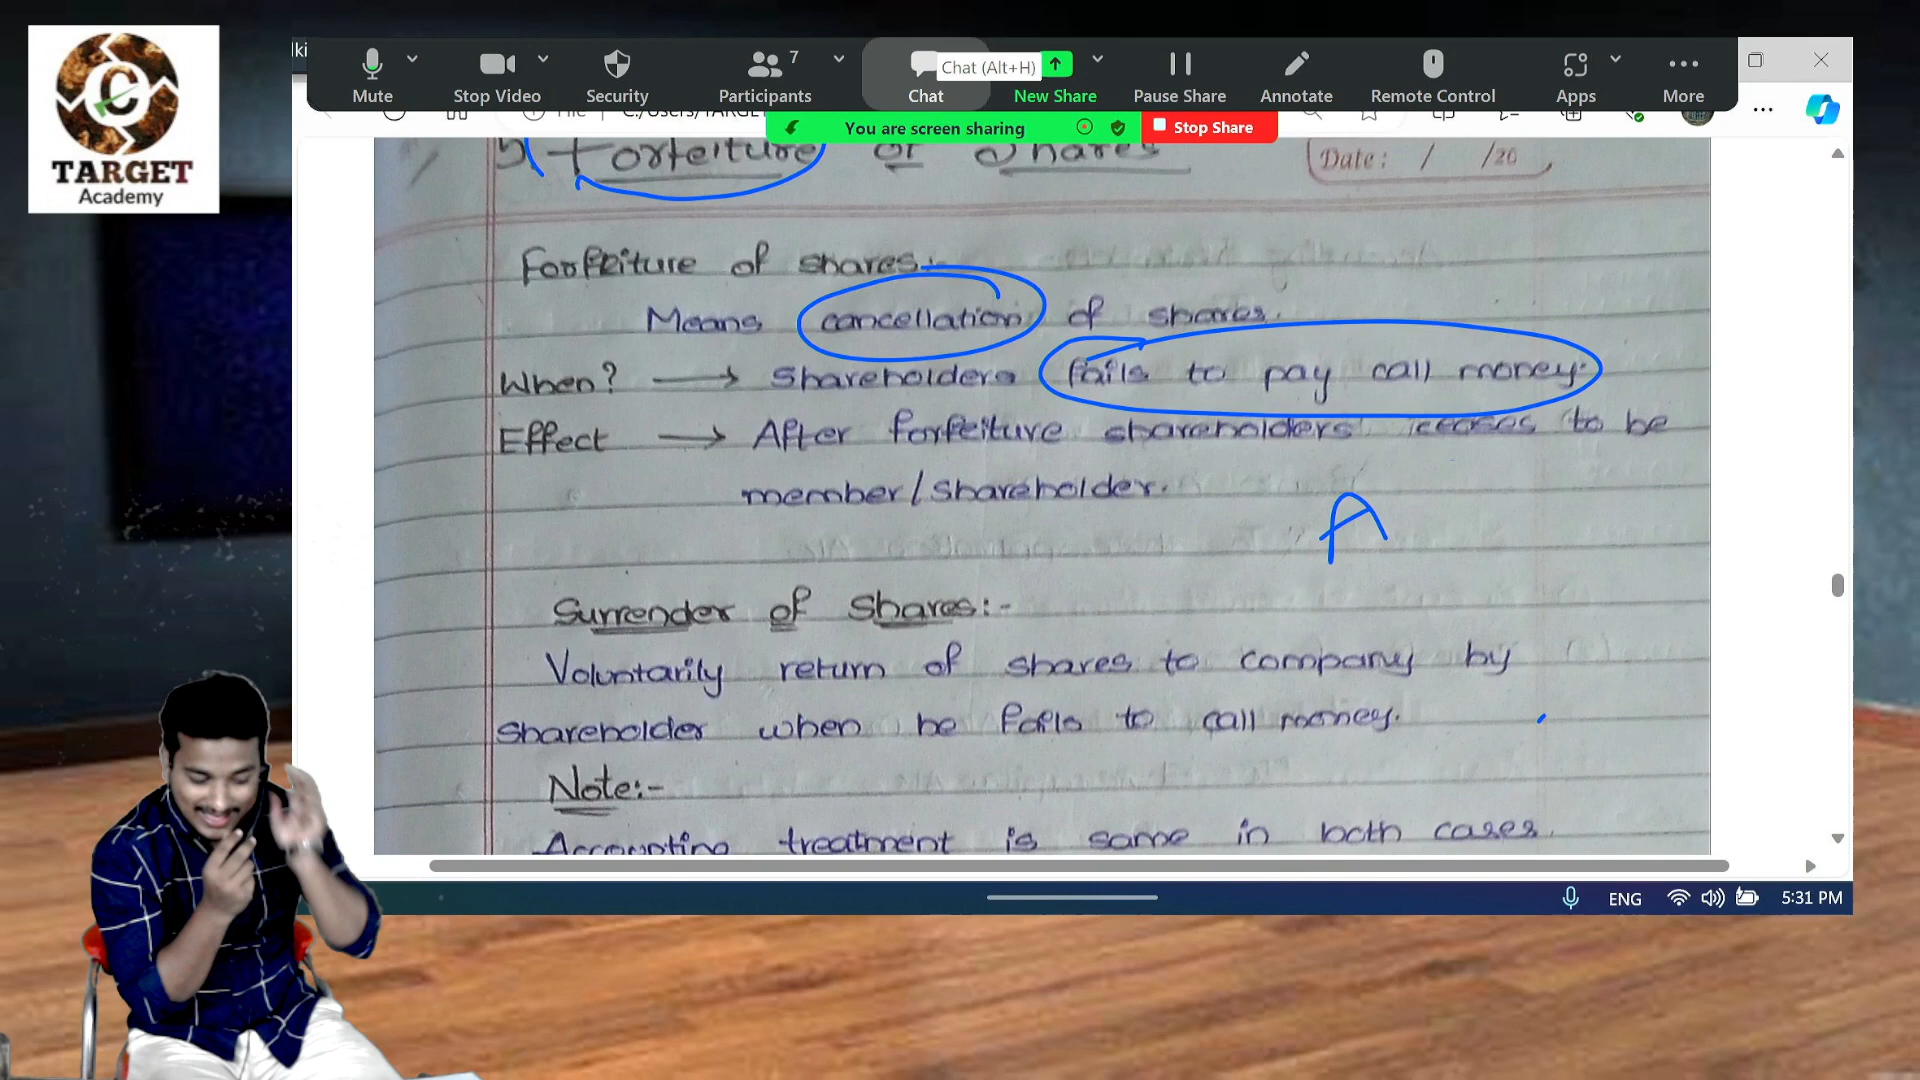 TARGET
Academy
Mute
Stop Video
Security
Participants
7
Chat
Chat (Alt+H)
New Share
Pause Share
Annotate
Remote Control
Apps
More
You are screen sharing
Stop Share
5) Forfeiture of Shares
Date: / /20
Forfeiture of shares:-
Means cancellation of shares.
When? → Shareholders fails to pay call money.
Effect → After forfeiture shareholders ceases to be
member/shareholder.
A
Surrender of Shares:-
Voluntarily return of shares to company by
shareholder when he fails to call money.
Note:-
Accounting treatment is same in both cases.
ENG
5:31 PM